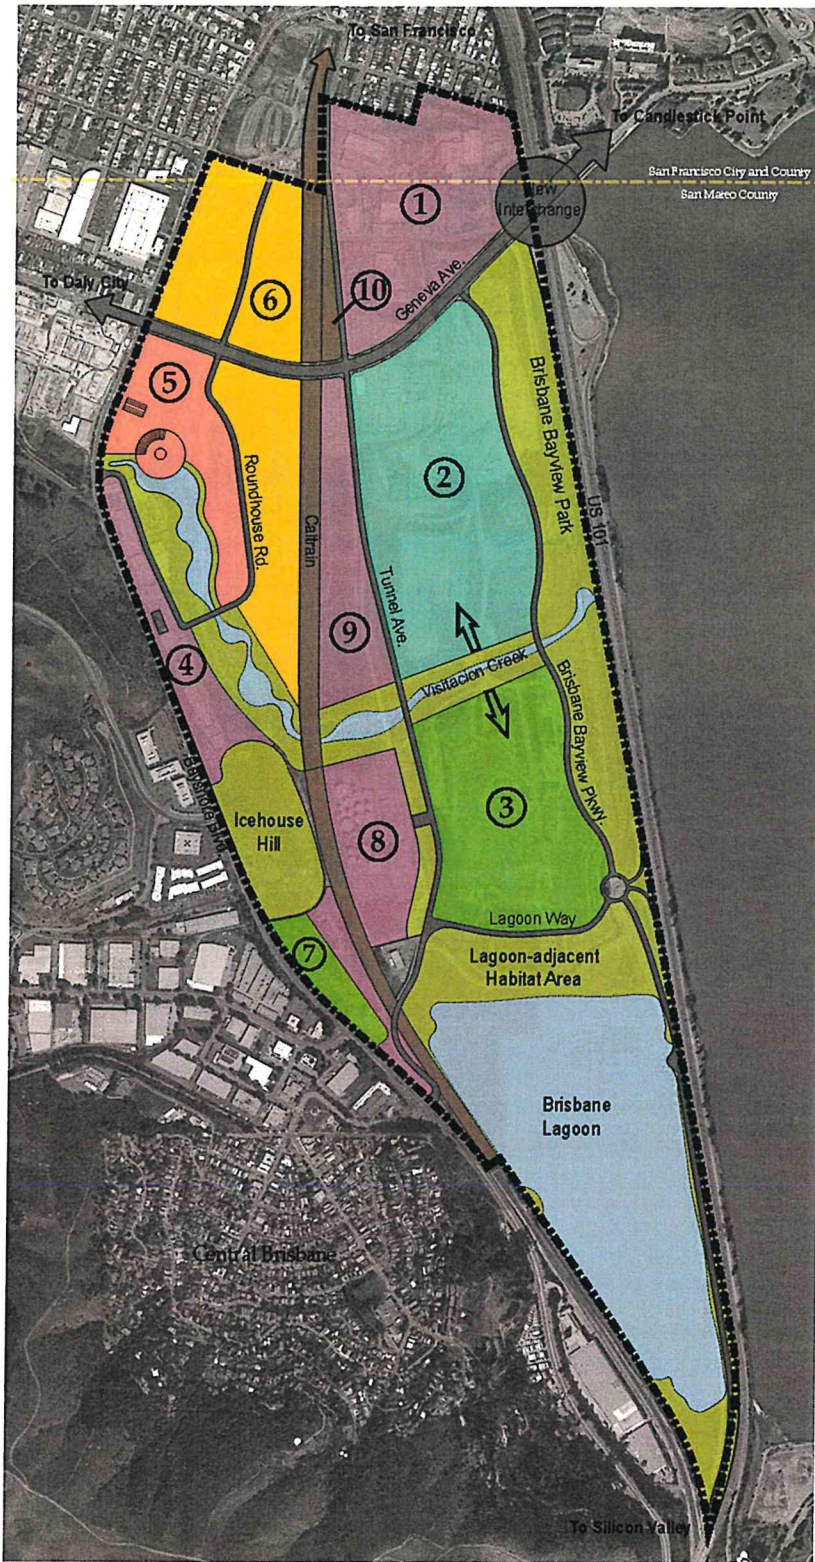 To San Francisco
To Candlestick Point
San Francisco City and County
San Mateo County
New
Interchange
1
To Daly City
10
Geneva Ave.
6
5
2
Brisbane Bayview Park
US 101
Roundhouse Rd.
Caltrain
Tunnel Ave.
9
4
Visitacion Creek
Brisbane Bayview Pkwy.
Bayshore Blvd
Icehouse
Hill
3
8
Lagoon Way
7
Lagoon-adjacent
Habitat Area
Brisbane
Lagoon
Central Brisbane
To Silicon Valley